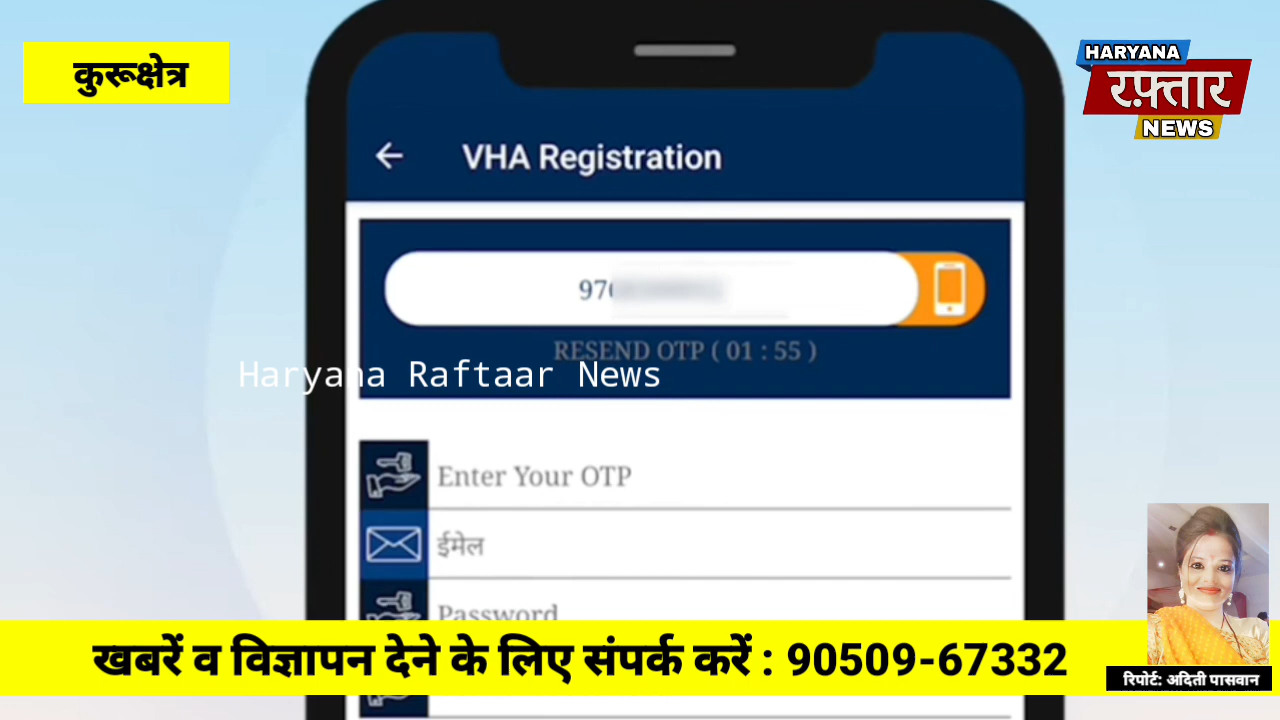 कुरूक्षेत्र
HARYANA
रफ़्तार
NEWS
VHA Registration
RESEND OTP ( 01 : 55 )
Haryana Raftaar News
Enter Your OTP
ईमेल
Password
खबरें व विज्ञापन देने के लिए संपर्क करें : 90509-67332
रिपोर्ट: अदिती पासवान